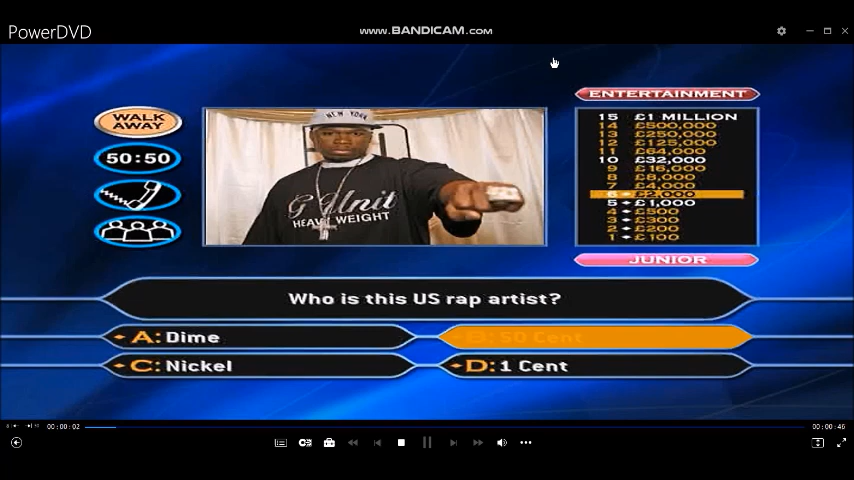 PowerDVD
www.BANDICAM.com
ENTERTAINMENT
WALK
AWAY
50:50
NEW YORK
G Unit
HEAVY WEIGHT
15 £1 MILLION
14 £500,000
13 £250,000
12 £125,000
11 £64,000
10 £32,000
9 £16,000
8 £8,000
7 £4,000
6 £2,000
5 £1,000
4 £500
3 £300
2 £200
1 £100
JUNIOR
Who is this US rap artist?
A: Dime
B: 50 Cent
C: Nickel
D: 1 Cent
00:00:02
00:00:46